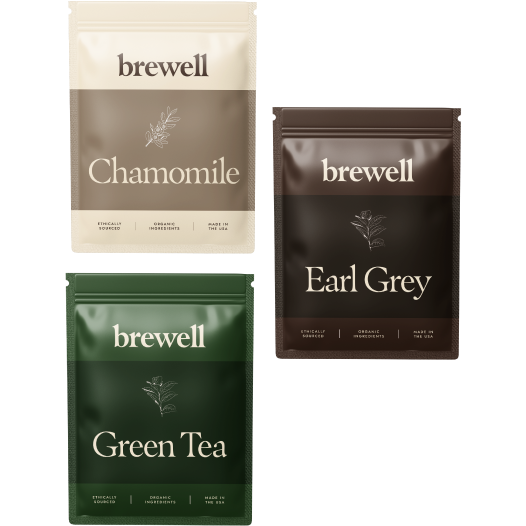 brewell
Chamomile
ETHICALLY SOURCED
ORGANIC INGREDIENTS
MADE IN THE USA
brewell
Earl Grey
ETHICALLY SOURCED
ORGANIC INGREDIENTS
MADE IN THE USA
brewell
Green Tea
ETHICALLY SOURCED
ORGANIC INGREDIENTS
MADE IN THE USA